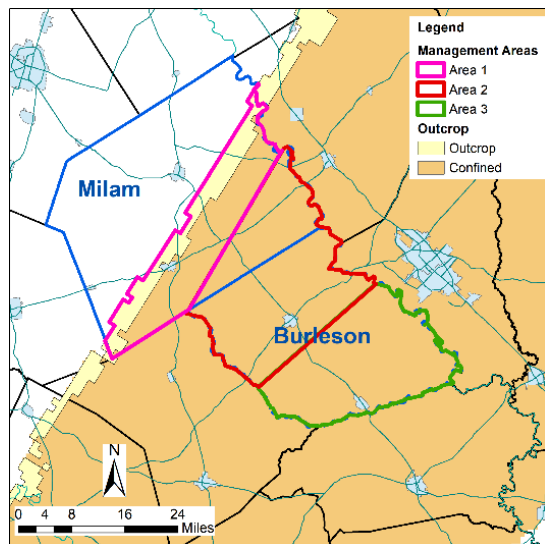 Legend
Management Areas
Area 1
Area 2
Area 3
Outcrop
Outcrop
Confined
Milam
Burleson
N
0 4 8 16 24
Miles